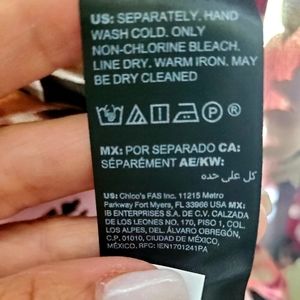 US: SEPARATELY. HAND
WASH COLD. ONLY
NON-CHLORINE BLEACH.
LINE DRY. WARM IRON. MAY
BE DRY CLEANED
MX: POR SEPARADO CA:
SÉPARÉMENT AE/KW:
كل على حده
US: Chico's FAS Inc. 11215 Metro
Parkway Fort Myers, FL 33966 USA MX:
IB ENTERPRISES S.A. DE C.V. CALZADA
DE LOS LEONES NO. 170, PISO 1, COL.
LOS ALPES, DEL. ÁLVARO OBREGÓN,
C.P. 01010, CIUDAD DE MÉXICO,
MÉXICO, RFC: IEN1701241PA